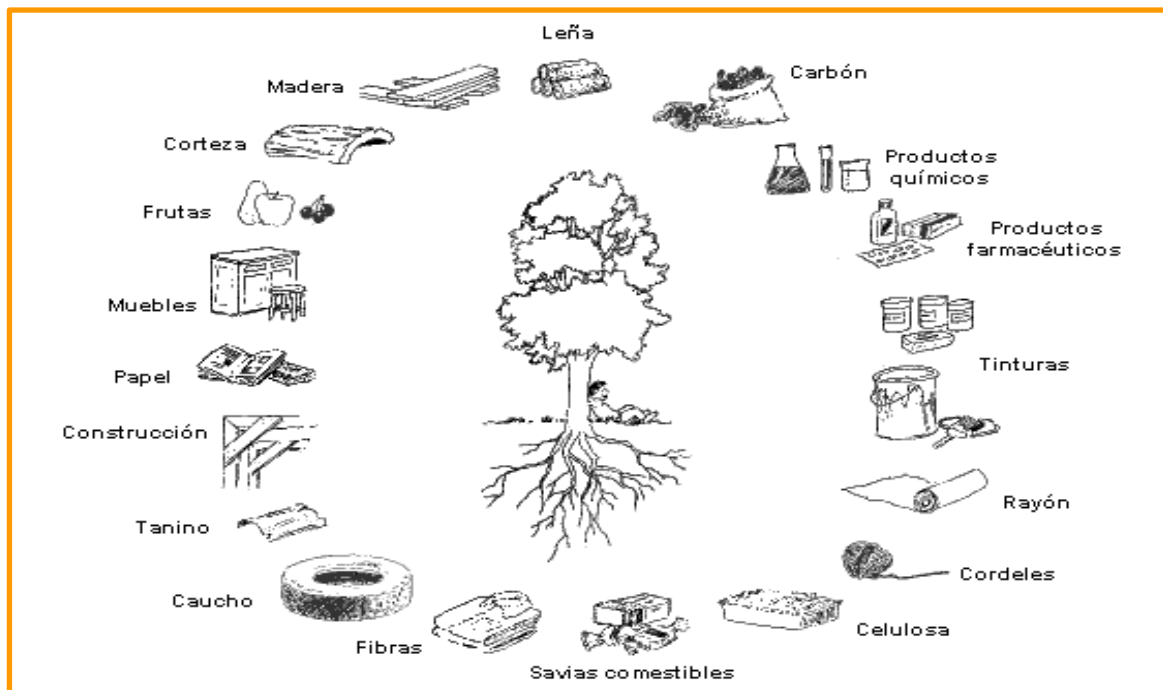 Leña
Carbón
Madera
Corteza
Productos
químicos
Frutas
Productos
farmacéuticos
Muebles
Tinturas
Papel
Construcción
Rayón
Tanino
Cordeles
Caucho
Celulosa
Fibras
Savias comestibles